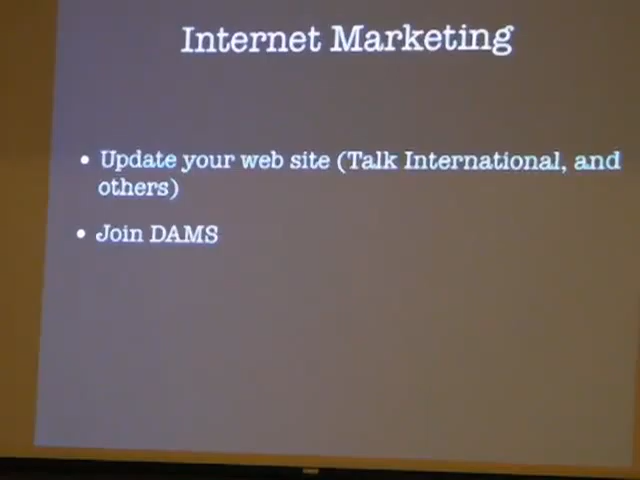 Internet Marketing
• Update your web site (Talk International, and
others)
• Join DAMS